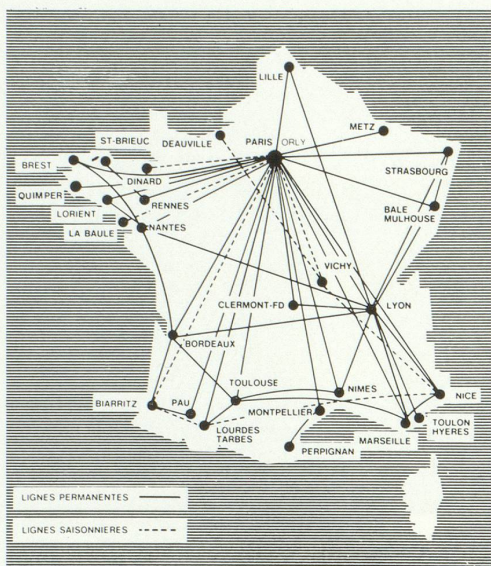 LILLE
ST-BRIEUC
DEAUVILLE
PARIS ORLY
METZ
BREST
DINARD
STRASBOURG
QUIMPER
RENNES
LORIENT
BALE
MULHOUSE
LA BAULE
NANTES
VICHY
CLERMONT-FD
LYON
BORDEAUX
TOULOUSE
NIMES
NICE
BIARRITZ
PAU
MONTPELLIER
LOURDES
TARBES
TOULON
HYERES
MARSEILLE
PERPIGNAN
LIGNES PERMANENTES
LIGNES SAISONNIERES